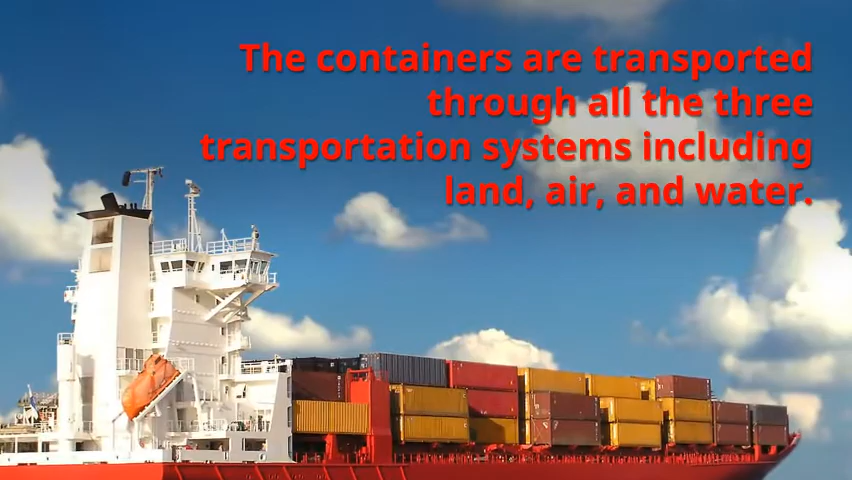 The containers are transported
through all the three
transportation systems including
land, air, and water.